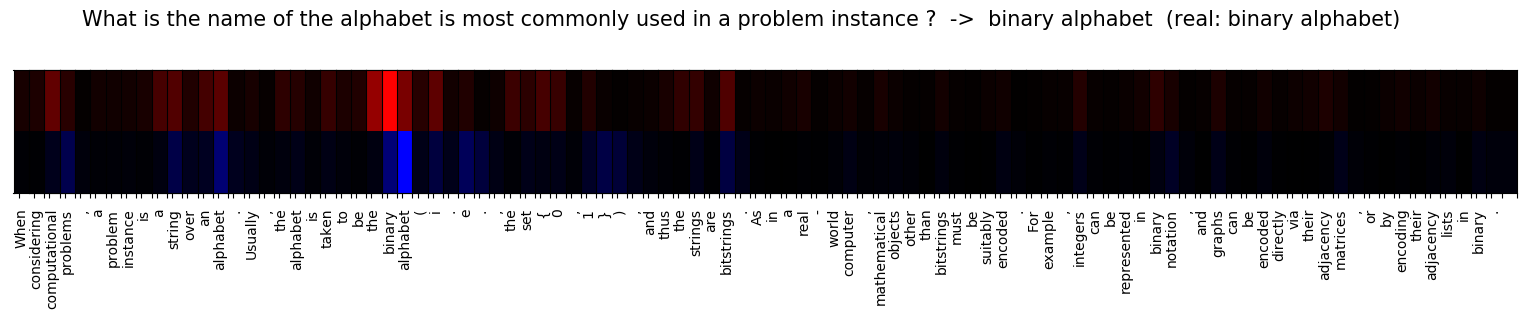 What is the name of the alphabet is most commonly used in a problem instance ? -> binary alphabet (real: binary alphabet)
When considering computational problems , a problem instance is a string over an alphabet . Usually , the alphabet is taken to be the binary alphabet ( i . e . , the set { 0 , 1 } ) , and thus the strings are bitstrings . As in a real - world computer , mathematical objects other than bitstrings must be suitably encoded . For example , integers can be represented in binary notation , and graphs can be encoded directly via their adjacency matrices , or by encoding their adjacency lists in binary .